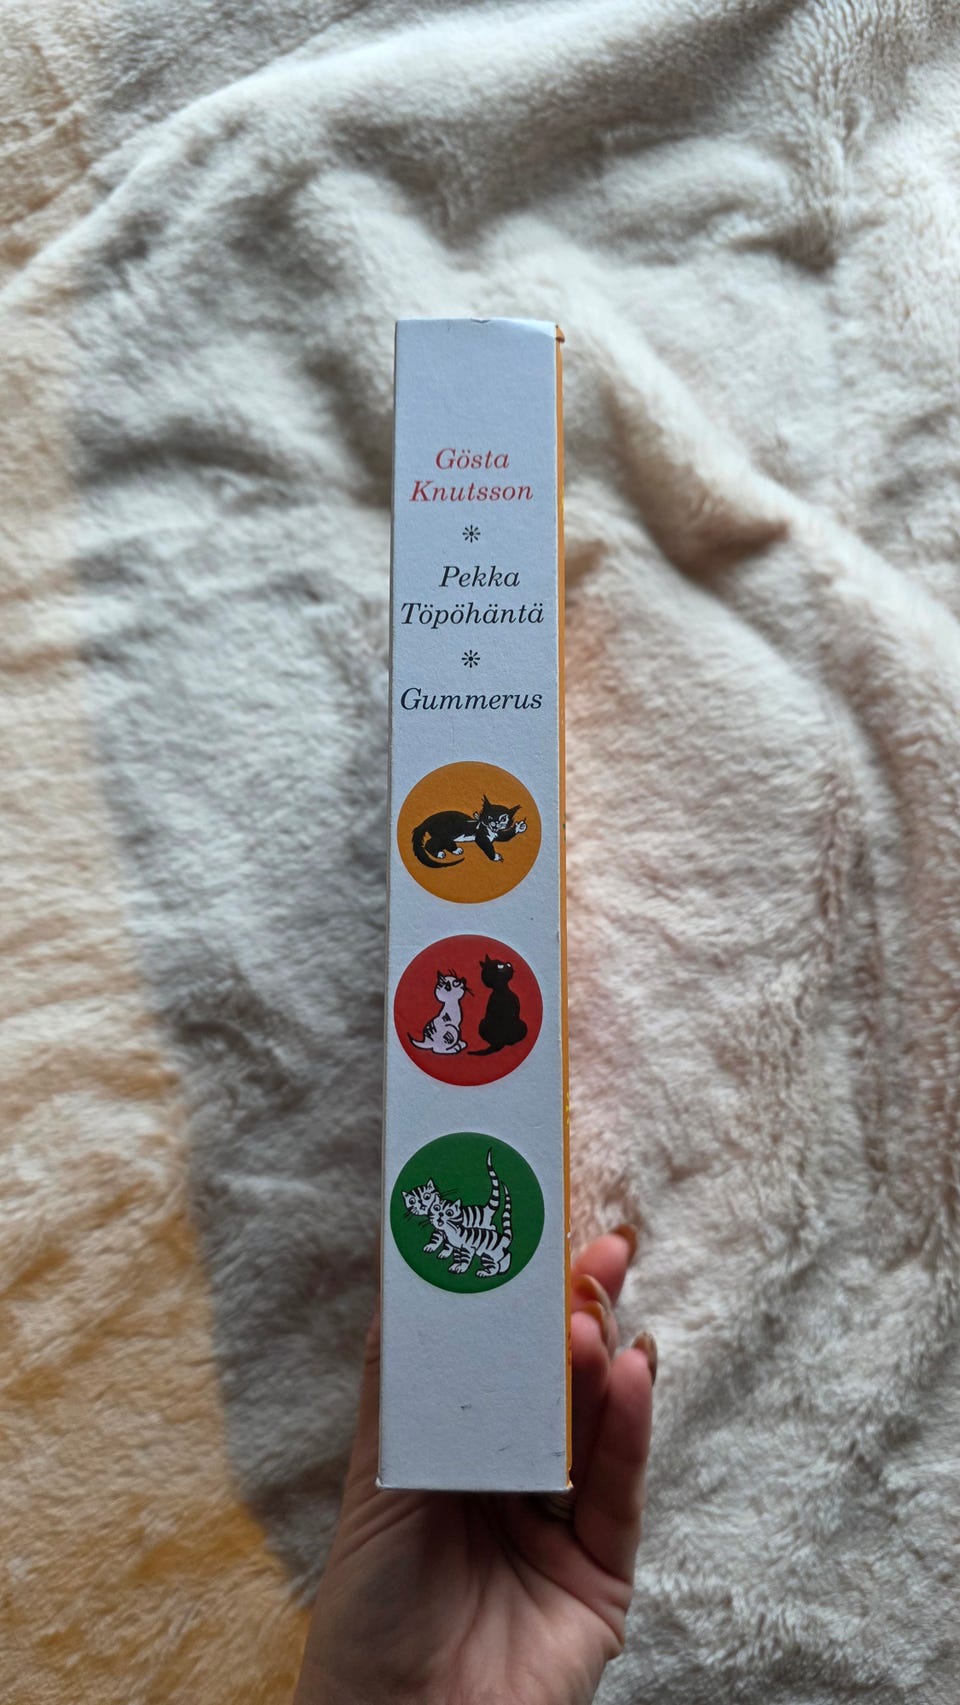 Gösta
Knutsson
Pekka
Töpöhäntä
Gummerus